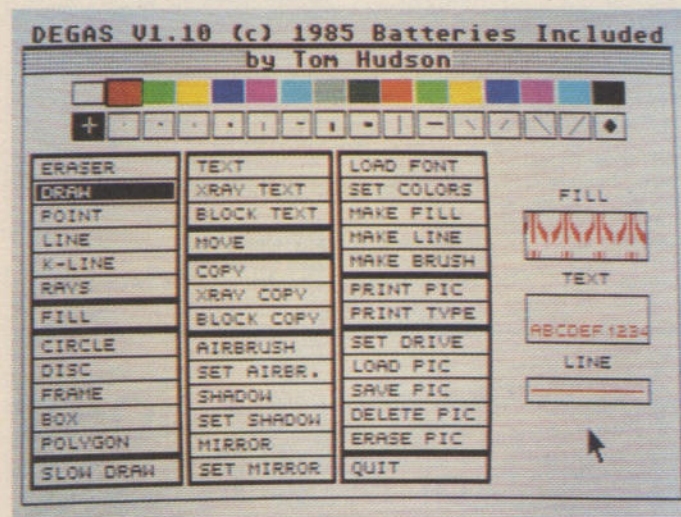 DEGAS V1.10 (c) 1985 Batteries Included
by Tom Hudson
ERASER
DRAW
POINT
LINE
K-LINE
RAYS
FILL
CIRCLE
DISC
FRAME
BOX
POLYGON
SLOW DRAW
TEXT
XRAY TEXT
BLOCK TEXT
MOVE
COPY
XRAY COPY
BLOCK COPY
AIRBRUSH
SET AIRBR.
SHADOW
SET SHADOW
MIRROR
SET MIRROR
LOAD FONT
SET COLORS
MAKE FILL
MAKE LINE
MAKE BRUSH
PRINT PIC
PRINT TYPE
SET DRIVE
LOAD PIC
SAVE PIC
DELETE PIC
ERASE PIC
QUIT
FILL
TEXT
ABCDEF 1234
LINE